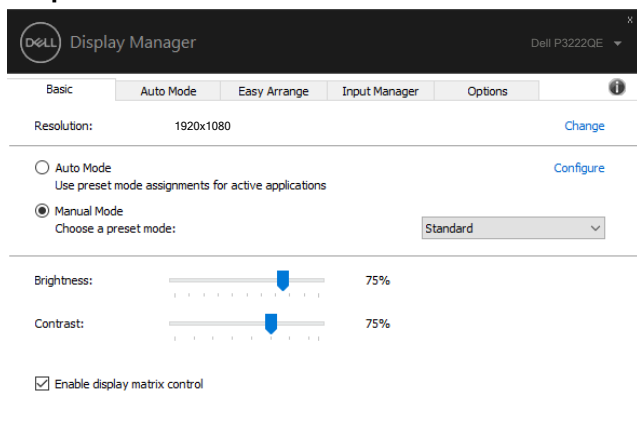 DELL Display Manager
Dell P3222QE
Basic Auto Mode Easy Arrange Input Manager Options
Resolution: 1920x1080 Change
Auto Mode Configure
Use preset mode assignments for active applications
Manual Mode
Choose a preset mode: Standard
Brightness: 75%
Contrast: 75%
Enable display matrix control